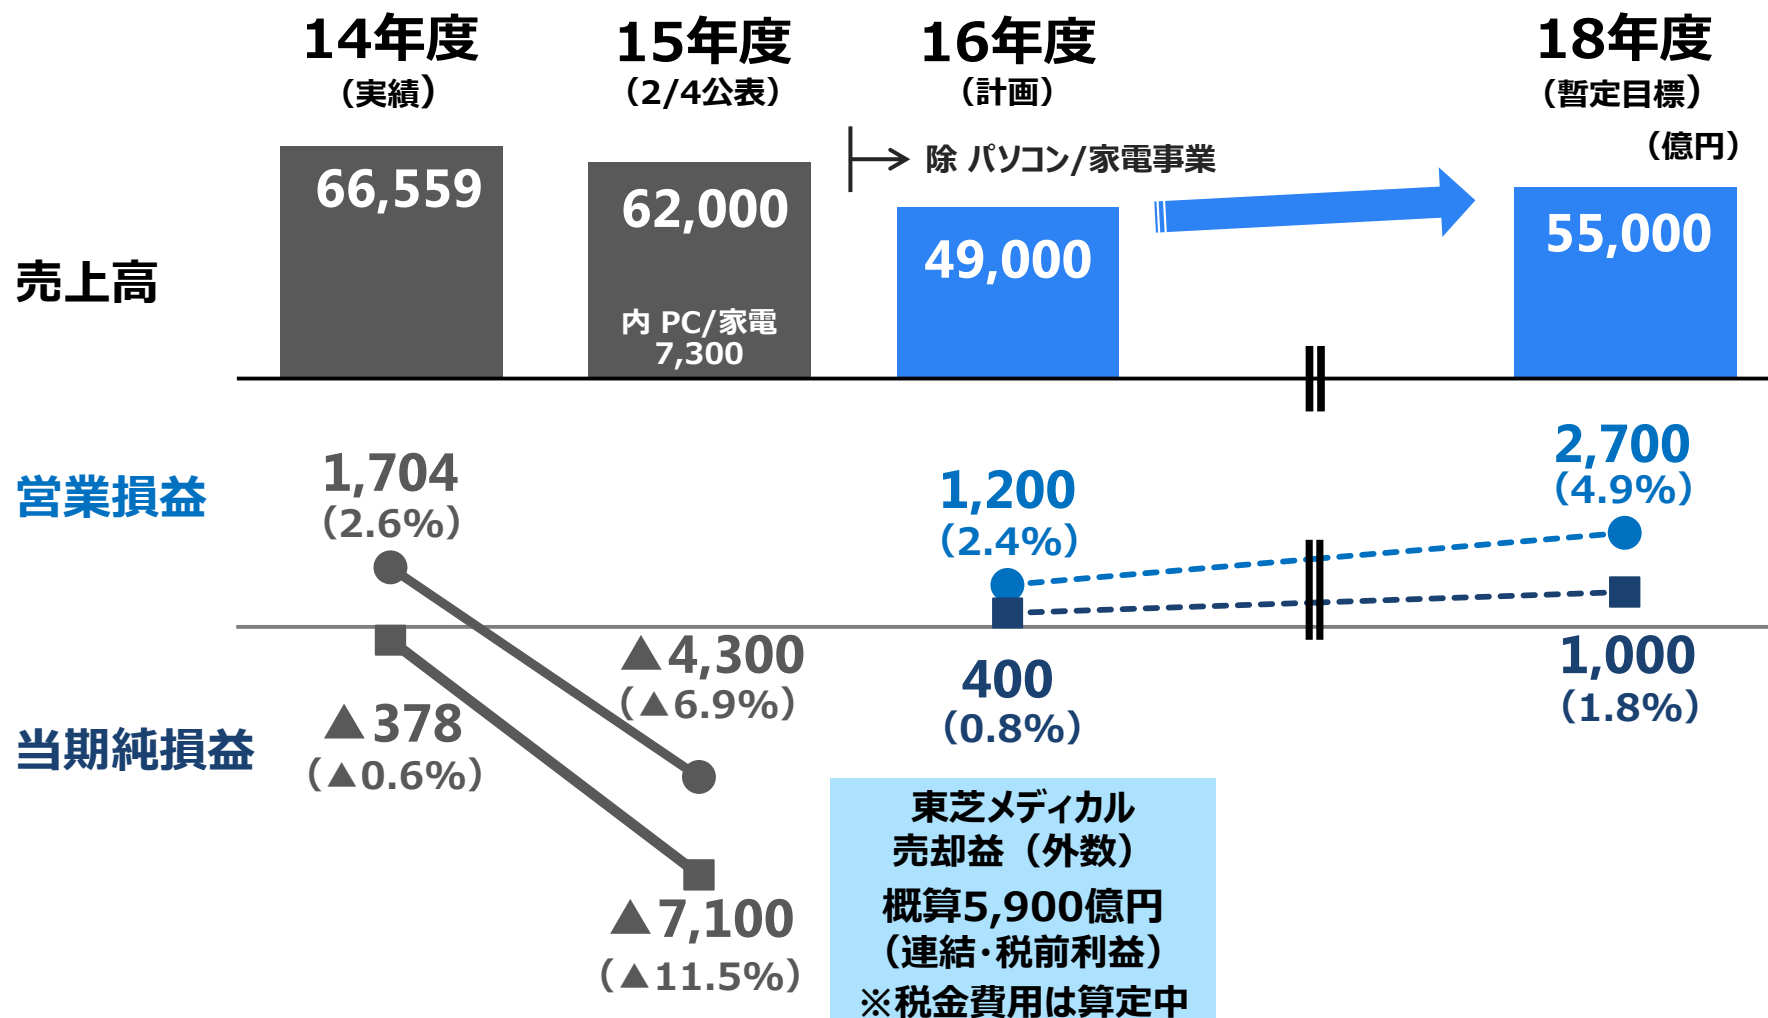 14年度
（実績）
15年度
（2/4公表）
16年度
（計画）
18年度
（暫定目標）
（億円）
除 パソコン/家電事業
売上高
66,559
62,000
内 PC/家電
7,300
49,000
55,000
営業損益
1,704
（2.6%）
▲4,300
（▲6.9%）
1,200
（2.4%）
2,700
（4.9%）
当期純損益
▲378
（▲0.6%）
▲7,100
（▲11.5%）
400
（0.8%）
1,000
（1.8%）
東芝メディカル
売却益（外数）
概算5,900億円
（連結･税前利益）
※税金費用は算定中